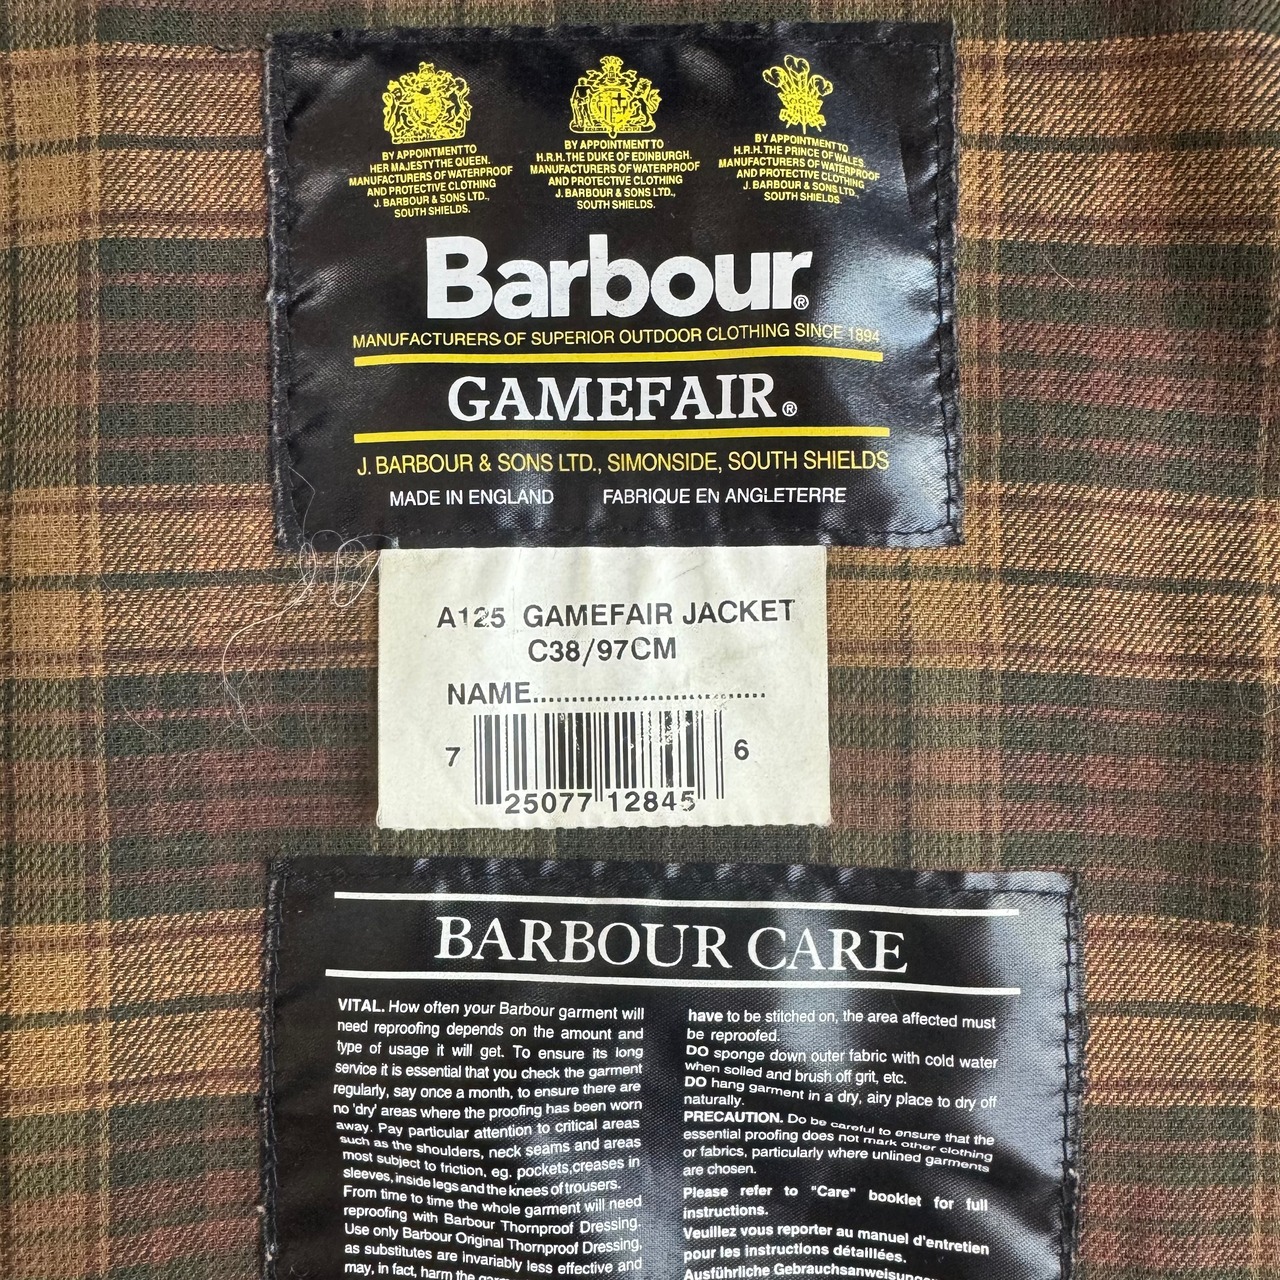 BY APPOINTMENT TO
HER MAJESTY THE QUEEN.
MANUFACTURERS OF WATERPROOF
AND PROTECTIVE CLOTHING
J. BARBOUR & SONS LTD.,
SOUTH SHIELDS.
BY APPOINTMENT TO
H.R.H. THE DUKE OF EDINBURGH.
MANUFACTURERS OF WATERPROOF
AND PROTECTIVE CLOTHING
J. BARBOUR & SONS LTD.,
SOUTH SHIELDS.
BY APPOINTMENT TO
H.R.H. THE PRINCE OF WALES.
MANUFACTURERS OF WATERPROOF
AND PROTECTIVE CLOTHING
J. BARBOUR & SONS LTD.,
SOUTH SHIELDS.
Barbour®
MANUFACTURERS OF SUPERIOR OUTDOOR CLOTHING SINCE 1894
GAMEFAIR®
J. BARBOUR & SONS LTD., SIMONSIDE, SOUTH SHIELDS
MADE IN ENGLAND FABRIQUE EN ANGLETERRE
A125 GAMEFAIR JACKET
C38/97CM
NAME..............................
7 25077 12845 6
BARBOUR CARE
VITAL. How often your Barbour garment will
need reproofing depends on the amount and
type of usage it will get. To ensure its long
service it is essential that you check the garment
regularly, say once a month, to ensure there are
no 'dry' areas where the proofing has been worn
away. Pay particular attention to critical areas
such as the shoulders, neck seams and areas
most subject to friction, eg. pockets,creases in
sleeves, inside legs and the knees of trousers.
From time to time the whole garment will need
reproofing with Barbour Thornproof Dressing.
Use only Barbour Original Thornproof Dressing,
as substitutes are invariably less effective and
may, in fact, harm the
have to be stitched on, the area affected must
be reproofed.
DO sponge down outer fabric with cold water
when soiled and brush off grit, etc.
DO hang garment in a dry, airy place to dry off
naturally.
PRECAUTION. Do be careful to ensure that the
essential proofing does not mark other clothing
or fabrics, particularly where unlined garments
are chosen.
Please refer to "Care" booklet for full
instructions.
Veuillez vous reporter au manuel d'entretien
pour les instructions détaillées.
Ausführliche